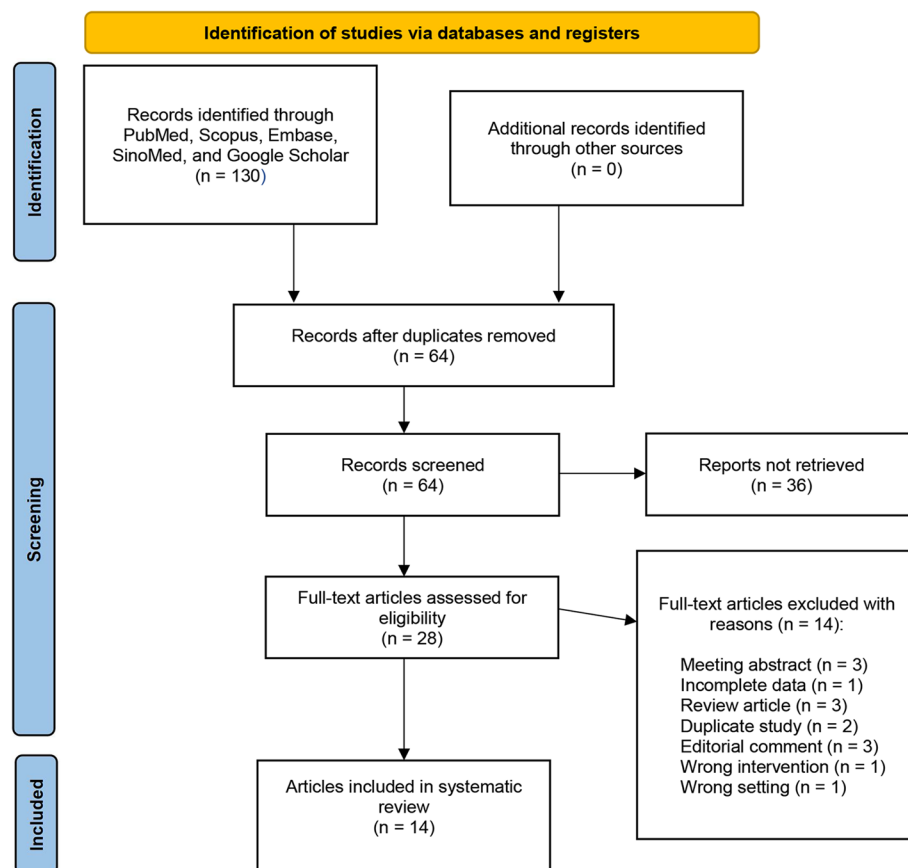 Identification of studies via databases and registers
Identification
Records identified through
PubMed, Scopus, Embase,
SinoMed, and Google Scholar
(n = 130)
Additional records identified
through other sources
(n = 0)
Screening
Records after duplicates removed
(n = 64)
Records screened
(n = 64)
Reports not retrieved
(n = 36)
Full-text articles assessed for
eligibility
(n = 28)
Full-text articles excluded with
reasons (n = 14):
Meeting abstract (n = 3)
Incomplete data (n = 1)
Review article (n = 3)
Duplicate study (n = 2)
Editorial comment (n = 3)
Wrong intervention (n = 1)
Wrong setting (n = 1)
Included
Articles included in systematic
review
(n = 14)